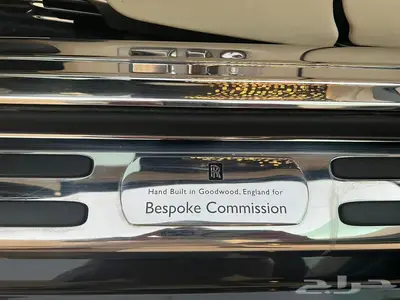 RR
Hand Built in Goodwood, England for
Bespoke Commission
حراج